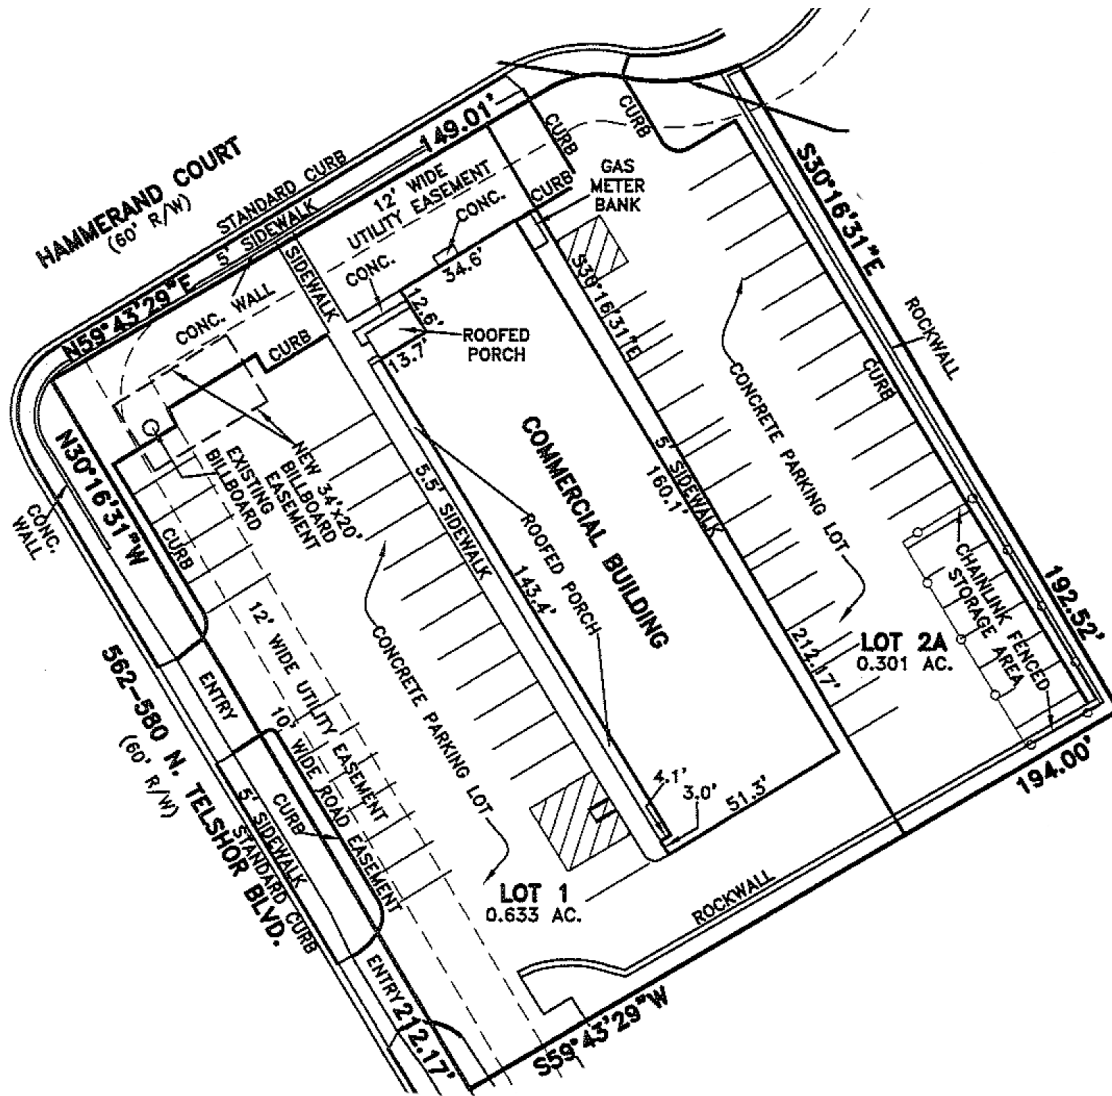 HAMMERAND COURT
(60' R/W)
STANDARD CURB
5' SIDEWALK
149.01'
N59°43'29"E
12' WIDE
UTILITY EASEMENT
CONC.
CONC.
34.6'
SIDEWALK
CURB
CURB
CURB
GAS
METER
BANK
CONC. WALL
CURB
12.6'
13.7'
ROOFED
PORCH
S30°16'31"E
S30°16'31"E
ROCKWALL
CURB
CONCRETE PARKING LOT
COMMERCIAL BUILDING
5' SIDEWALK
160.1'
N30°16'31"W
CONC.
WALL
CURB
EXISTING
BILLBOARD
NEW 34'x20'
BILLBOARD
EASEMENT
5.5' SIDEWALK
ROOFED PORCH
143.4'
CHAINLINK FENCED
STORAGE
AREA
192.52'
LOT 2A
0.301 AC.
212.17'
562-580 N. TELSHOR BLVD.
(60' R/W)
ENTRY
12' WIDE UTILITY EASEMENT
10' WIDE ROAD EASEMENT
CONCRETE PARKING LOT
CURB
5' SIDEWALK
STANDARD CURB
4.1'
3.0'
51.3'
194.00'
LOT 1
0.633 AC.
ROCKWALL
ENTRY
212.17'
S59°43'29"W